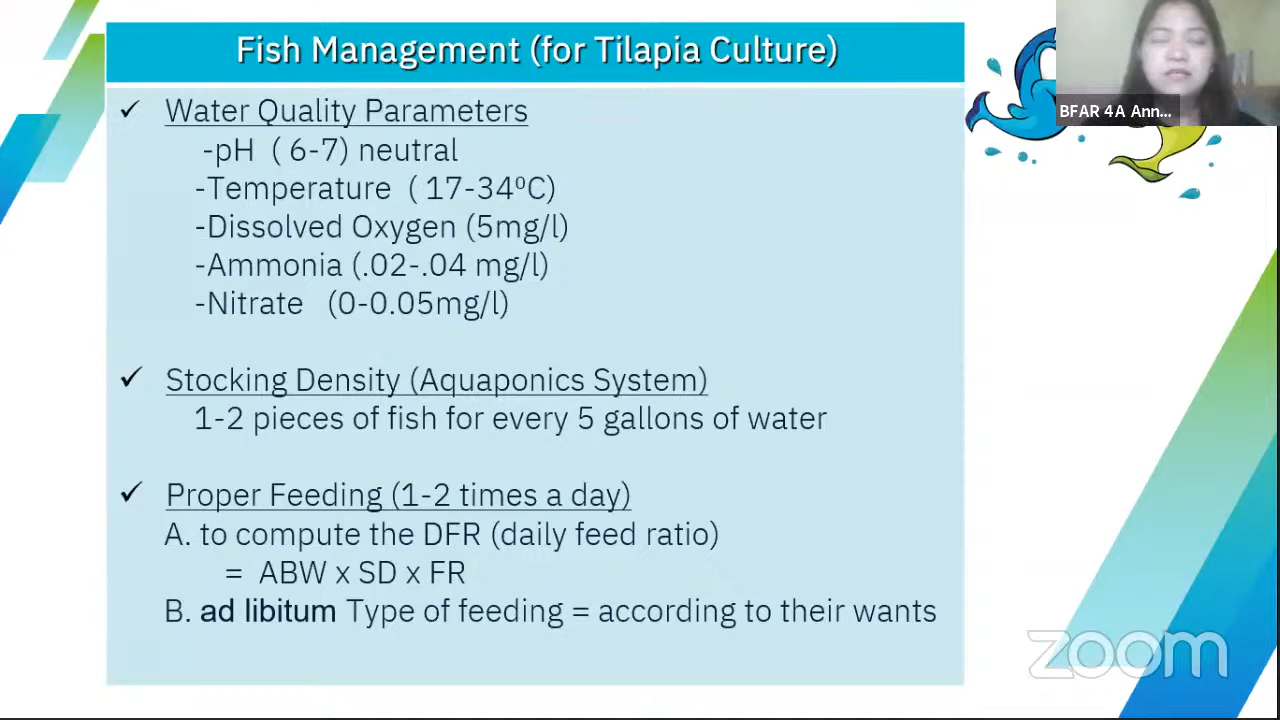 Fish Management (for Tilapia Culture)
✓ Water Quality Parameters
-pH ( 6-7) neutral
-Temperature ( 17-34⁰C)
-Dissolved Oxygen (5mg/l)
-Ammonia (.02-.04 mg/l)
-Nitrate (0-0.05mg/l)
✓ Stocking Density (Aquaponics System)
1-2 pieces of fish for every 5 gallons of water
✓ Proper Feeding (1-2 times a day)
A. to compute the DFR (daily feed ratio)
= ABW x SD x FR
B. ad libitum Type of feeding = according to their wants
BFAR 4A Ann...
zoom